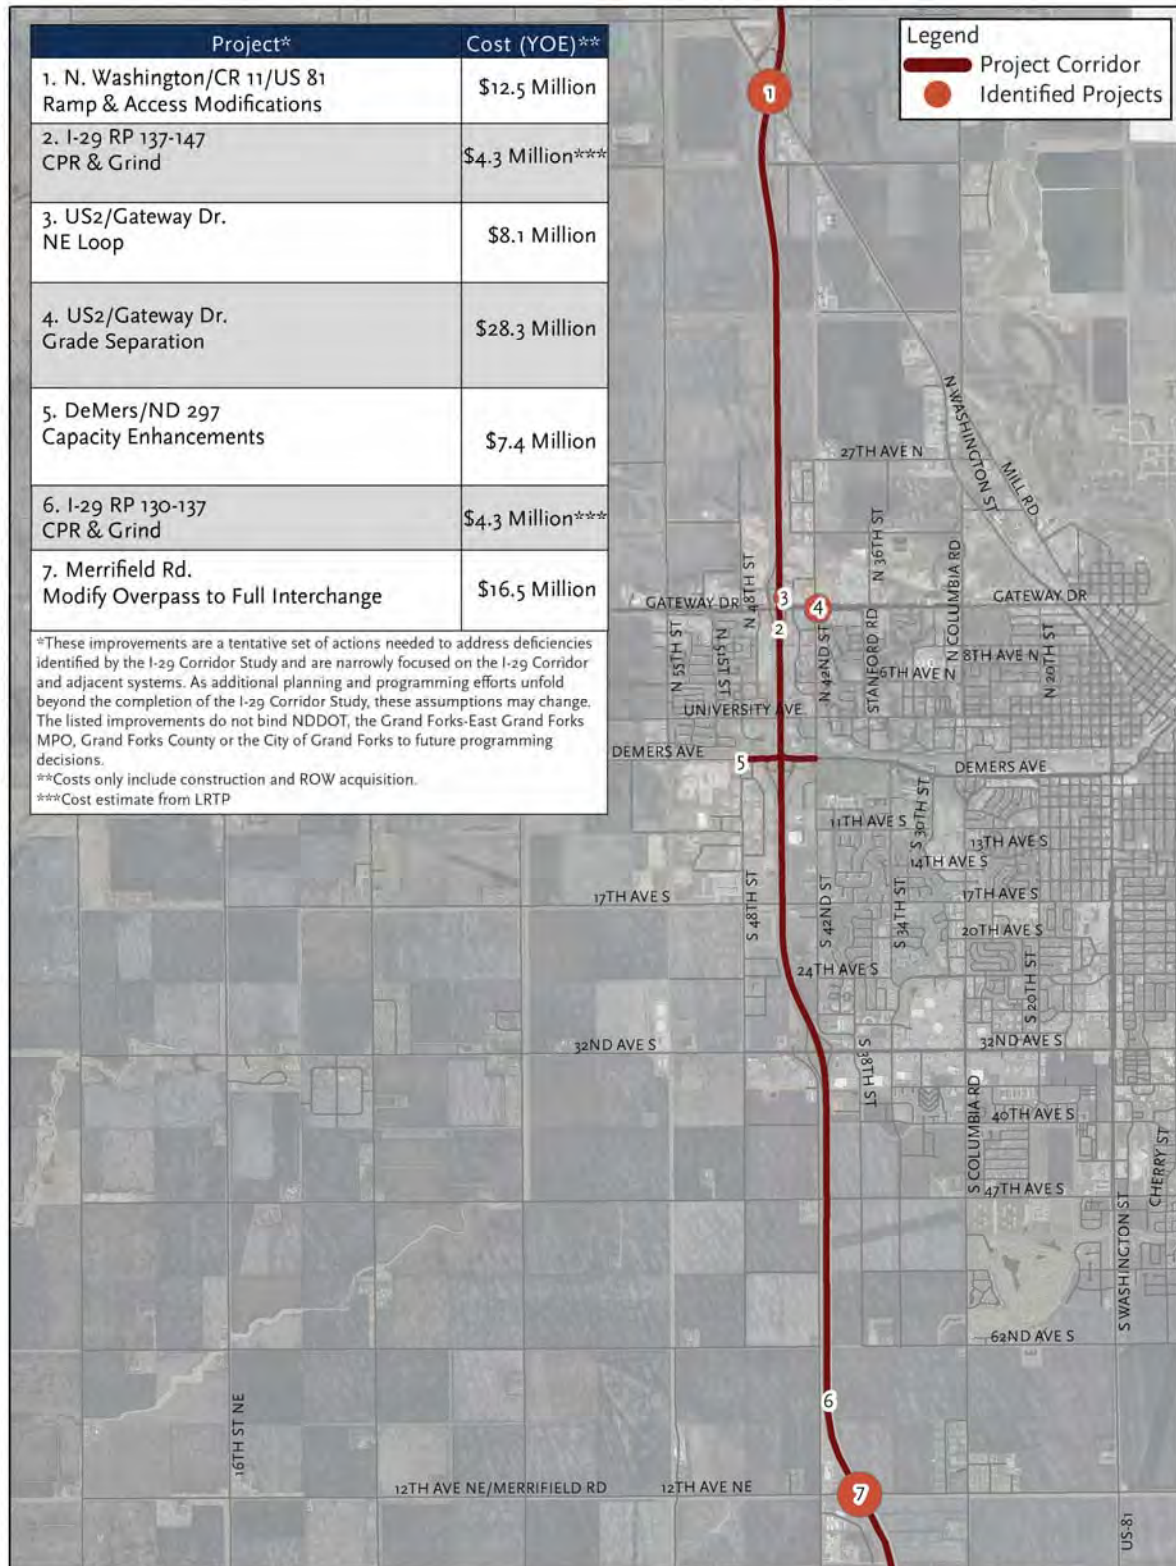 Project* Cost (YOE)**
1. N. Washington/CR 11/US 81
Ramp & Access Modifications
$12.5 Million
2. I-29 RP 137-147
CPR & Grind
$4.3 Million***
3. US2/Gateway Dr.
NE Loop
$8.1 Million
4. US2/Gateway Dr.
Grade Separation
$28.3 Million
5. DeMers/ND 297
Capacity Enhancements
$7.4 Million
6. I-29 RP 130-137
CPR & Grind
$4.3 Million***
7. Merrifield Rd.
Modify Overpass to Full Interchange
$16.5 Million
*These improvements are a tentative set of actions needed to address deficiencies
identified by the I-29 Corridor Study and are narrowly focused on the I-29 Corridor
and adjacent systems. As additional planning and programming efforts unfold
beyond the completion of the I-29 Corridor Study, these assumptions may change.
The listed improvements do not bind NDDOT, the Grand Forks-East Grand Forks
MPO, Grand Forks County or the City of Grand Forks to future programming
decisions.
**Costs only include construction and ROW acquisition.
***Cost estimate from LRTP
Legend
Project Corridor
Identified Projects
1
N WASHINGTON ST
MILL RD
27TH AVE N
N 36TH ST
N COLUMBIA RD
N 48TH ST
GATEWAY DR
3
4
GATEWAY DR
2
N 55TH ST
N 51ST ST
N 42ND ST
STANFORD RD
8TH AVE N
6TH AVE N
N 20TH ST
UNIVERSITY AVE
DEMERS AVE
5
DEMERS AVE
11TH AVE S
S 30TH ST
13TH AVE S
14TH AVE S
17TH AVE S
S 48TH ST
S 42ND ST
S 34TH ST
17TH AVE S
20TH AVE S
24TH AVE S
S 20TH ST
32ND AVE S
S 38TH ST
32ND AVE S
S COLUMBIA RD
40TH AVE S
CHERRY ST
47TH AVE S
S WASHINGTON ST
62ND AVE S
6
16TH ST NE
12TH AVE NE/MERRIFIELD RD
12TH AVE NE
7
US-81